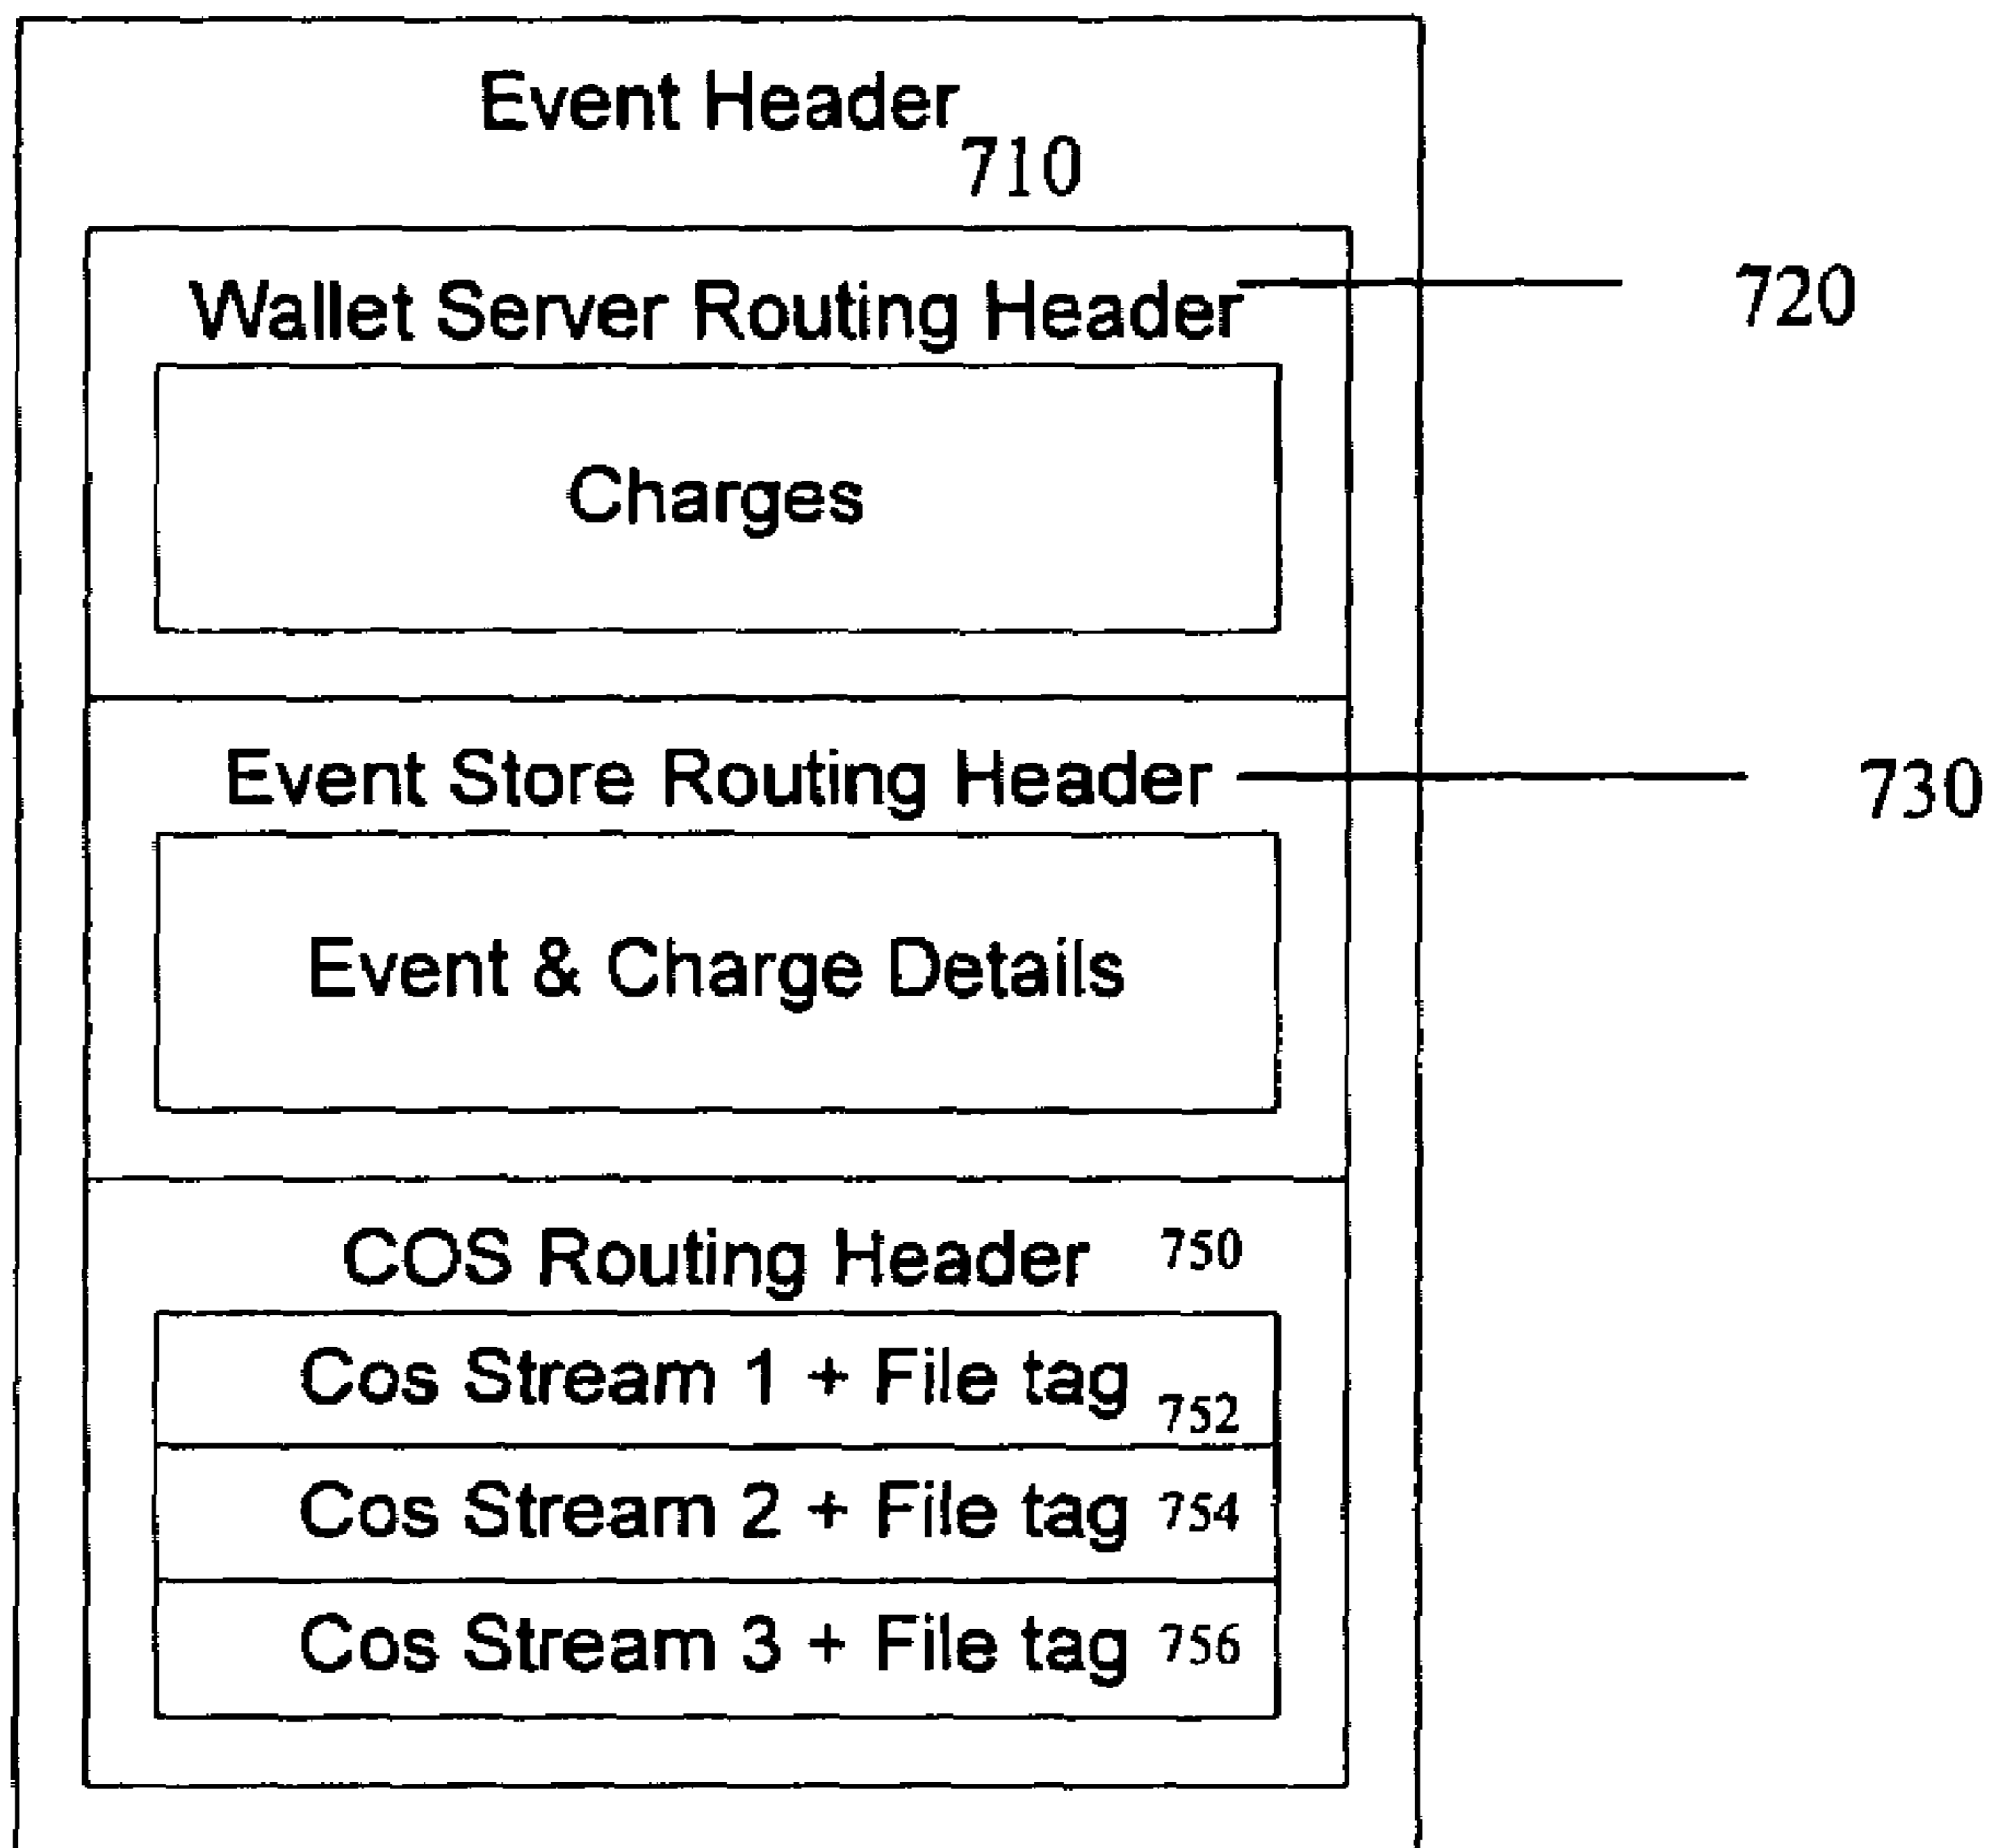 Event Header
710
Wallet Server Routing Header
720
Charges
Event Store Routing Header
730
Event & Charge Details
COS Routing Header 750
Cos Stream 1 + File tag 752
Cos Stream 2 + File tag 754
Cos Stream 3 + File tag 756